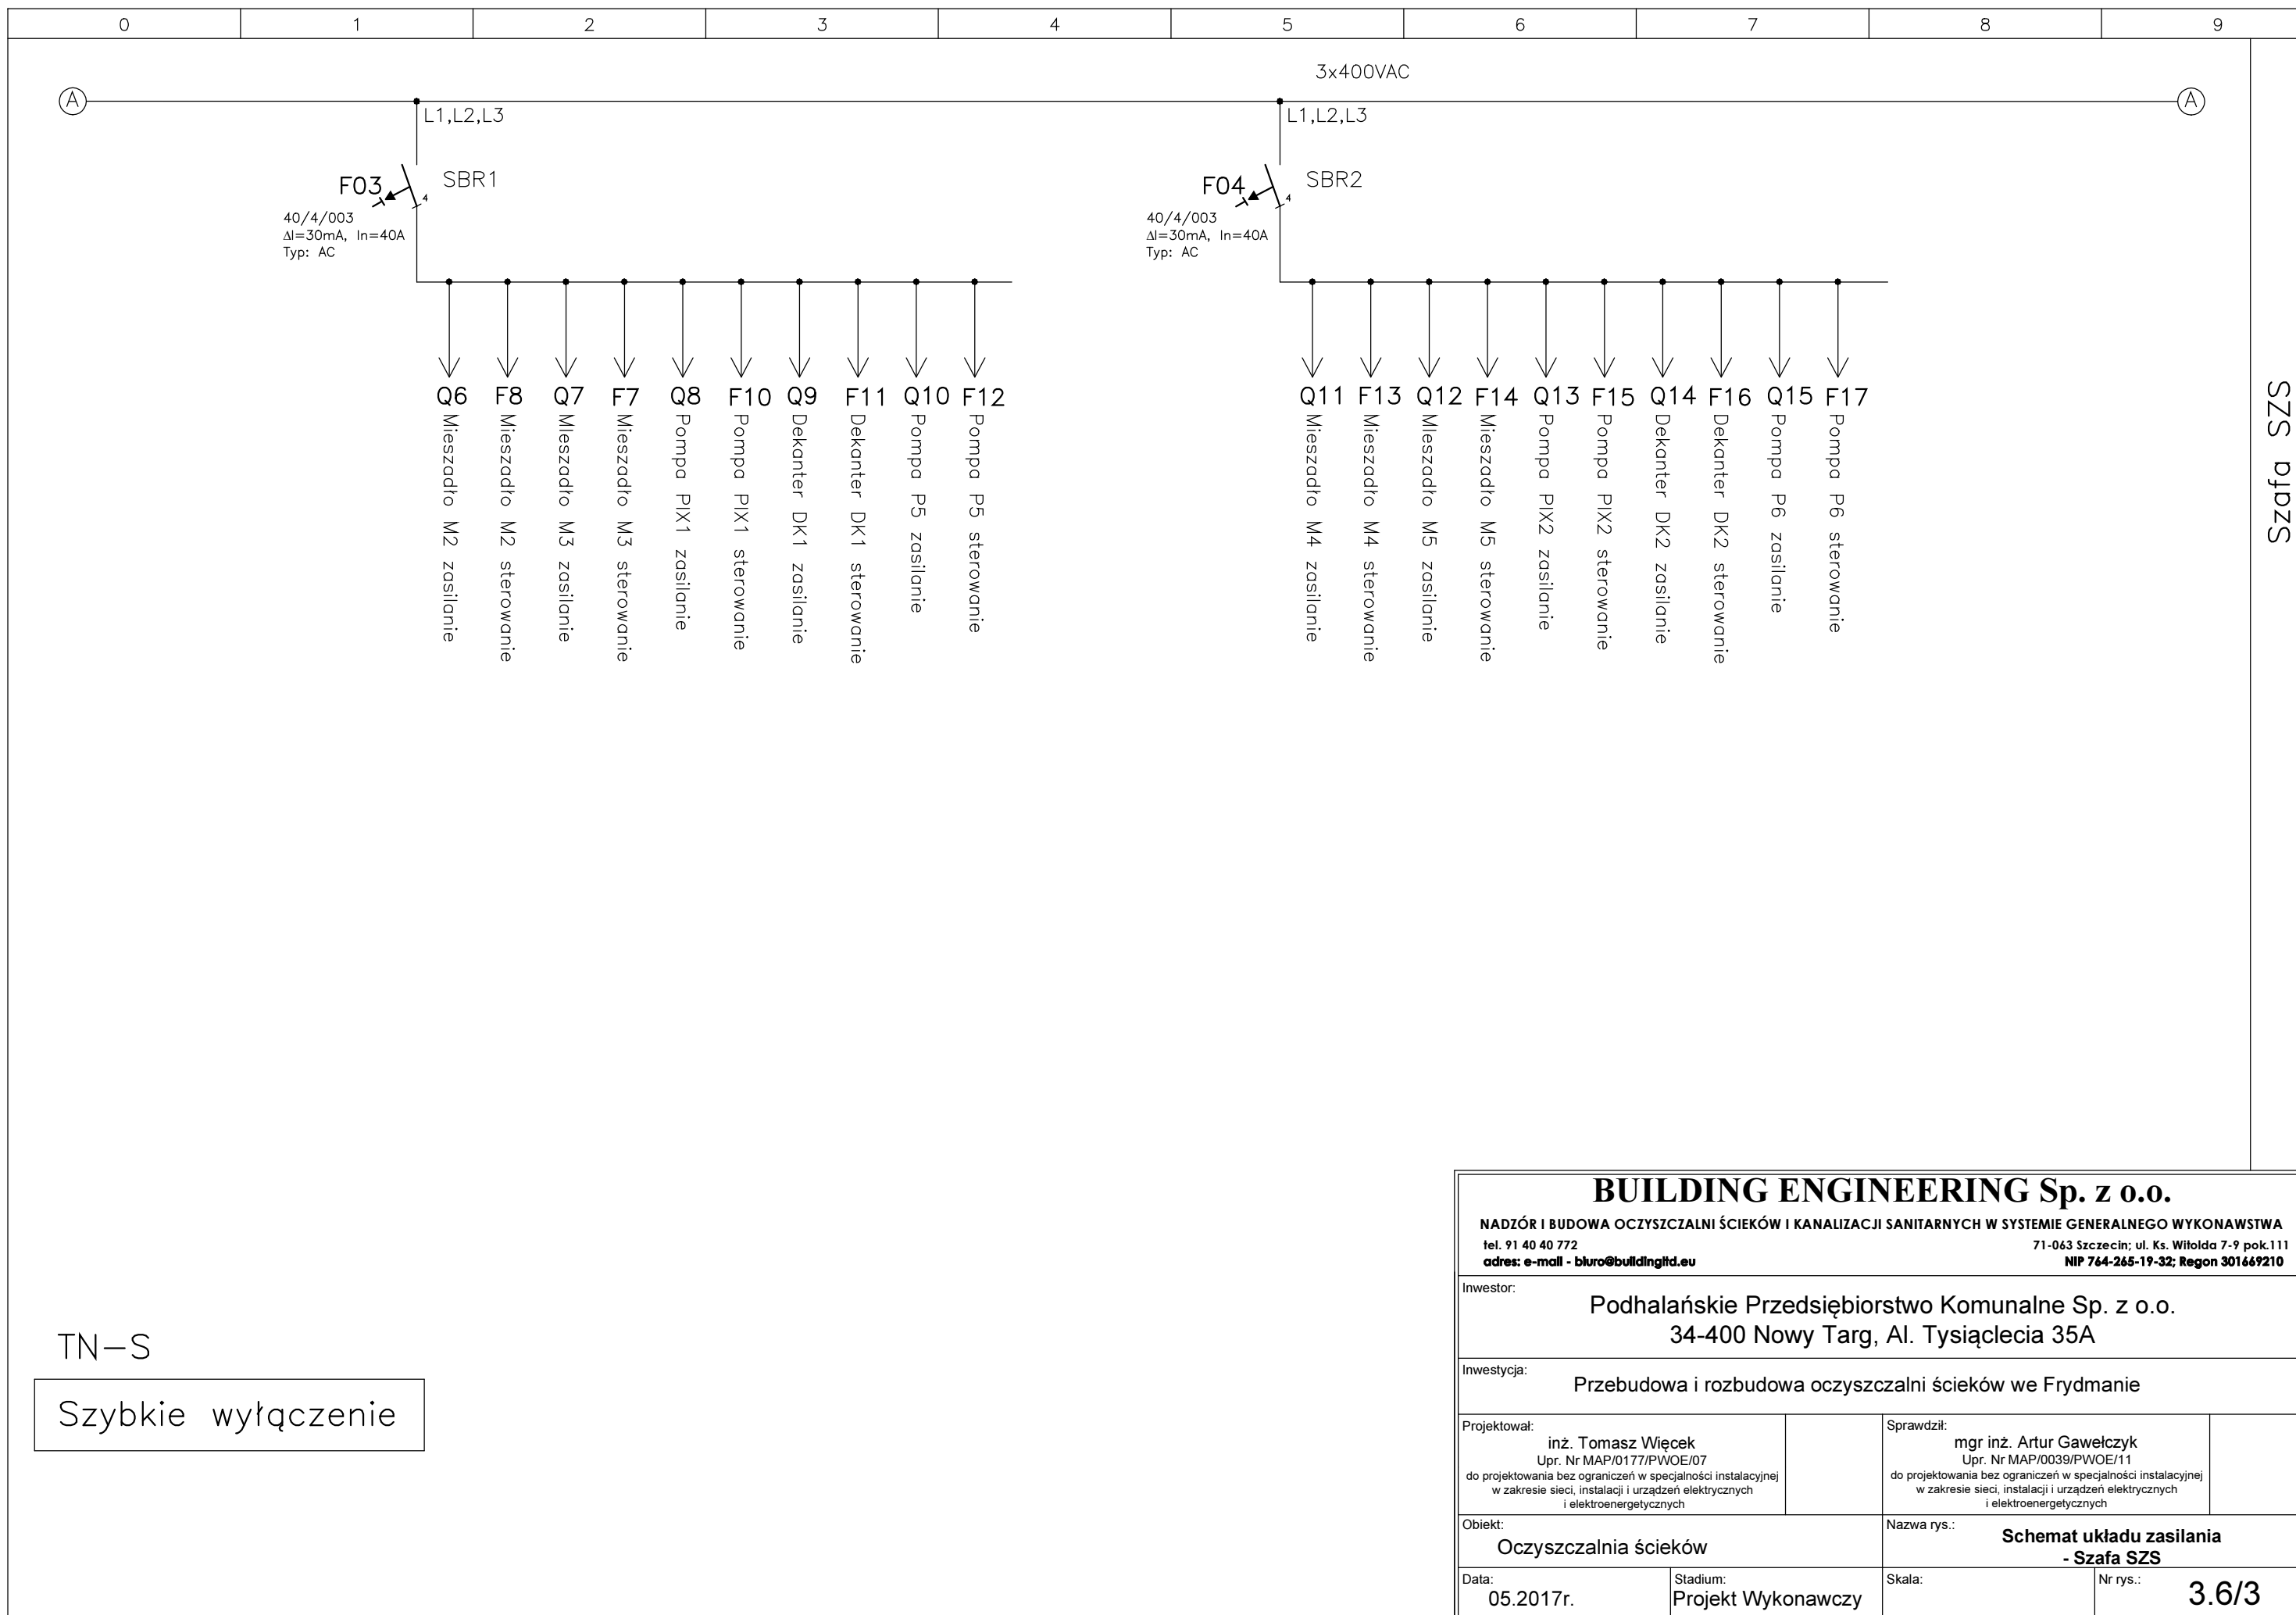 0 1 2 3 4 5 6 7 8 9
3x400VAC
A A
L1,L2,L3
L1,L2,L3
F03
4
SBR1
40/4/003
ΔI=30mA, In=40A
Typ: AC
F04
4
SBR2
40/4/003
ΔI=30mA, In=40A
Typ: AC
Q6 F8 Q7 F7 Q8 F10 Q9 F11 Q10 F12
Mieszadło M2 zasilanie
Mieszadło M2 sterowanie
MIeszadło M3 zasilanie
Mieszadło M3 sterowanie
Pompa PIX1 zasilanie
Pompa PIX1 sterowanie
Dekanter DK1 zasilanie
Dekanter DK1 sterowanie
Pompa P5 zasilanie
Pompa P5 sterowanie
Q11 F13 Q12 F14 Q13 F15 Q14 F16 Q15 F17
Mieszadło M4 zasilanie
Mieszadło M4 sterowanie
MIeszadło M5 zasilanie
Mieszadło M5 sterowanie
Pompa PIX2 zasilanie
Pompa PIX2 sterowanie
Dekanter DK2 zasilanie
Dekanter DK2 sterowanie
Pompa P6 zasilanie
Pompa P6 sterowanie
Szafa SZS
TN-S
Szybkie wyłączenie
BUILDING ENGINEERING Sp. z o.o.
NADZÓR I BUDOWA OCZYSZCZALNI ŚCIEKÓW I KANALIZACJI SANITARNYCH W SYSTEMIE GENERALNEGO WYKONAWSTWA
tel. 91 40 40 772
71-063 Szczecin; ul. Ks. Witolda 7-9 pok.111
adres: e-mail - biuro@buildingltd.eu
NIP 764-265-19-32; Regon 301669210
Inwestor:
Podhalańskie Przedsiębiorstwo Komunalne Sp. z o.o.
34-400 Nowy Targ, Al. Tysiąclecia 35A
Inwestycja:
Przebudowa i rozbudowa oczyszczalni ścieków we Frydmanie
Projektował:
inż. Tomasz Więcek
Upr. Nr MAP/0177/PWOE/07
do projektowania bez ograniczeń w specjalności instalacyjnej
w zakresie sieci, instalacji i urządzeń elektrycznych
i elektroenergetycznych
Sprawdził:
mgr inż. Artur Gawełczyk
Upr. Nr MAP/0039/PWOE/11
do projektowania bez ograniczeń w specjalności instalacyjnej
w zakresie sieci, instalacji i urządzeń elektrycznych
i elektroenergetycznych
Obiekt:
Oczyszczalnia ścieków
Nazwa rys.:
Schemat układu zasilania
- Szafa SZS
Data:
05.2017r.
Stadium:
Projekt Wykonawczy
Skala:
Nr rys.:
3.6/3